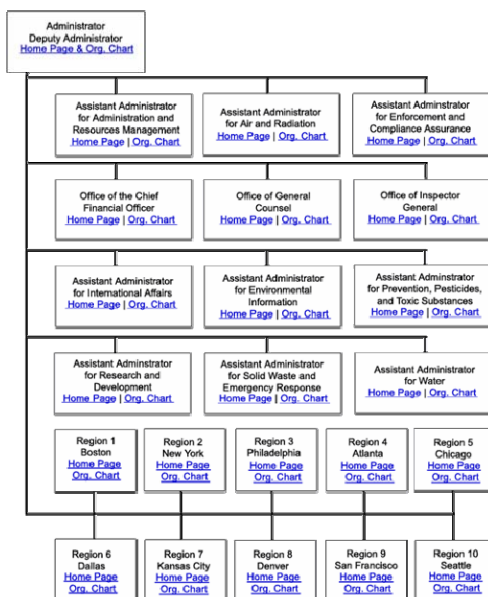 Administrator
Deputy Administrator
Home Page & Org. Chart
Assistant Adminstrator
for Administration and
Resources Management
Home Page | Org. Chart
Assistant Adminstrator
for Air and Radiation
Home Page | Org. Chart
Assistant Adminstrator
for Enforcement and
Compliance Assurance
Home Page | Org. Chart
Office of the Chief
Financial Officer
Home Page | Org. Chart
Office of General
Counsel
Home Page | Org. Chart
Office of Inspector
General
Home Page | Org. Chart
Assistant Adminstrator
for International Affairs
Home Page | Org. Chart
Assistant Adminstrator
for Environmental
Information
Home Page | Org. Chart
Assistant Adminstrator
for Prevention, Pesticides,
and Toxic Substances
Home Page | Org. Chart
Assistant Adminstrator
for Research and
Development
Home Page | Org. Chart
Assistant Adminstrator
for Solid Waste and
Emergency Response
Home Page | Org. Chart
Assistant Adminstrator
for Water
Home Page | Org. Chart
Region 1
Boston
Home Page
Org. Chart
Region 2
New York
Home Page
Org. Chart
Region 3
Philadelphia
Home Page
Org. Chart
Region 4
Atlanta
Home Page
Org. Chart
Region 5
Chicago
Home Page
Org. Chart
Region 6
Dallas
Home Page
Org. Chart
Region 7
Kansas City
Home Page
Org. Chart
Region 8
Denver
Home Page
Org. Chart
Region 9
San Francisco
Home Page
Org. Chart
Region 10
Seattle
Home Page
Org. Chart